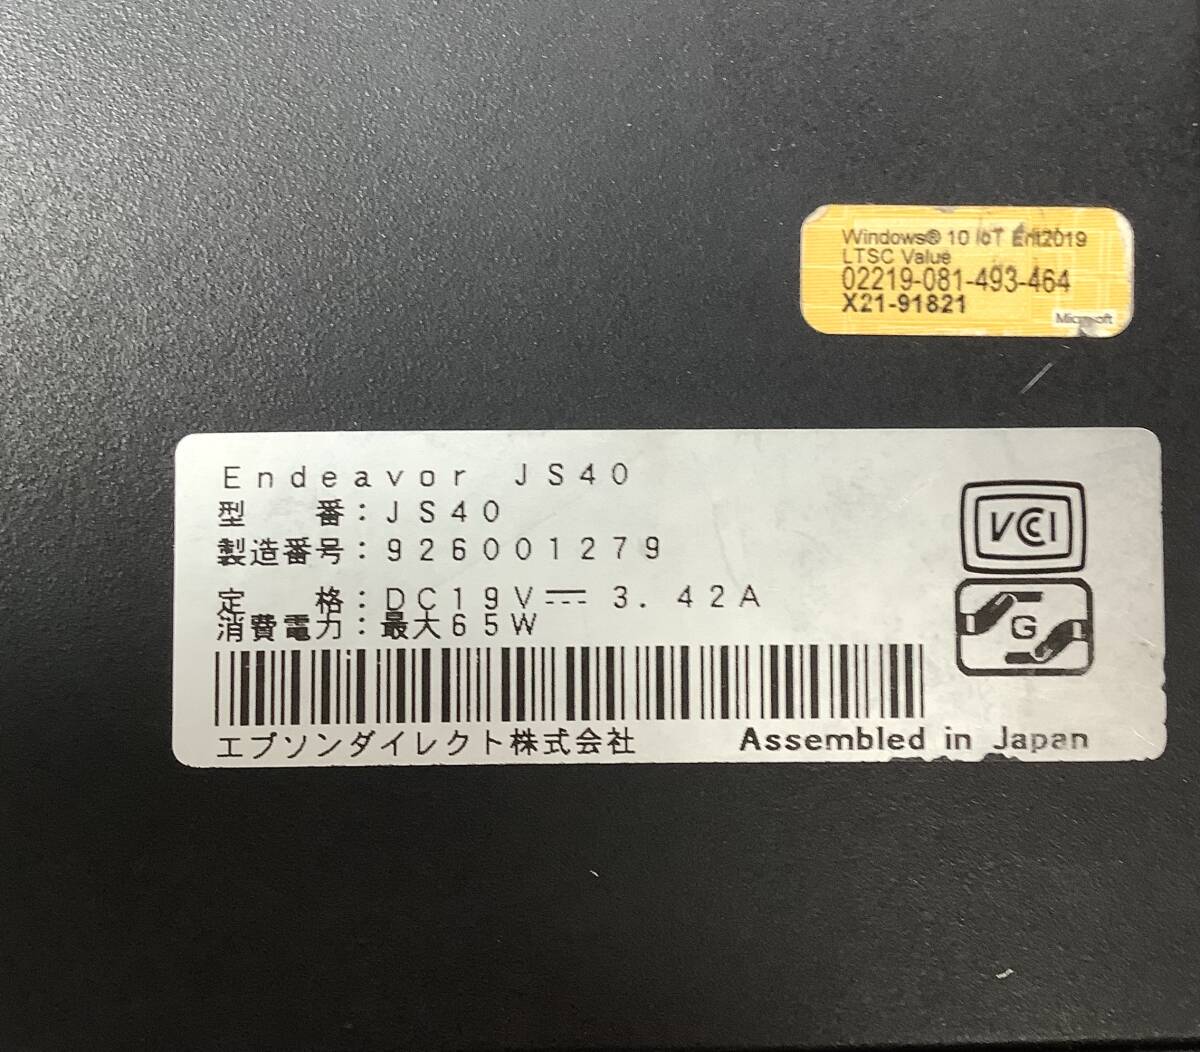 Windows® 10 IoT Ent2019
LTSC Value
02219-081-493-464
X21-91821
Microsoft
Endeavor JS40
型 番：JS40
製造番号：926001279
定 格：DC19V⎓ 3.42A
消費電力：最大65W
VCCI
G
エプソンダイレクト株式会社
Assembled in Japan